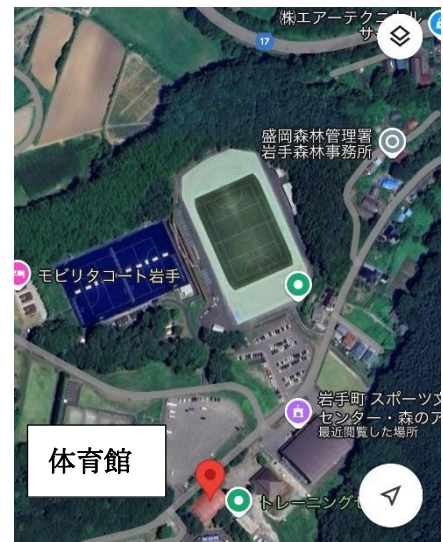 ㈱エアーテクニカル
サ
17
盛岡森林管理署
岩手森林事務所
モビリタコート岩手
岩手町 スポーツ文
センター・森のア
最近閲覧した場所
体育館
トレーニングセ